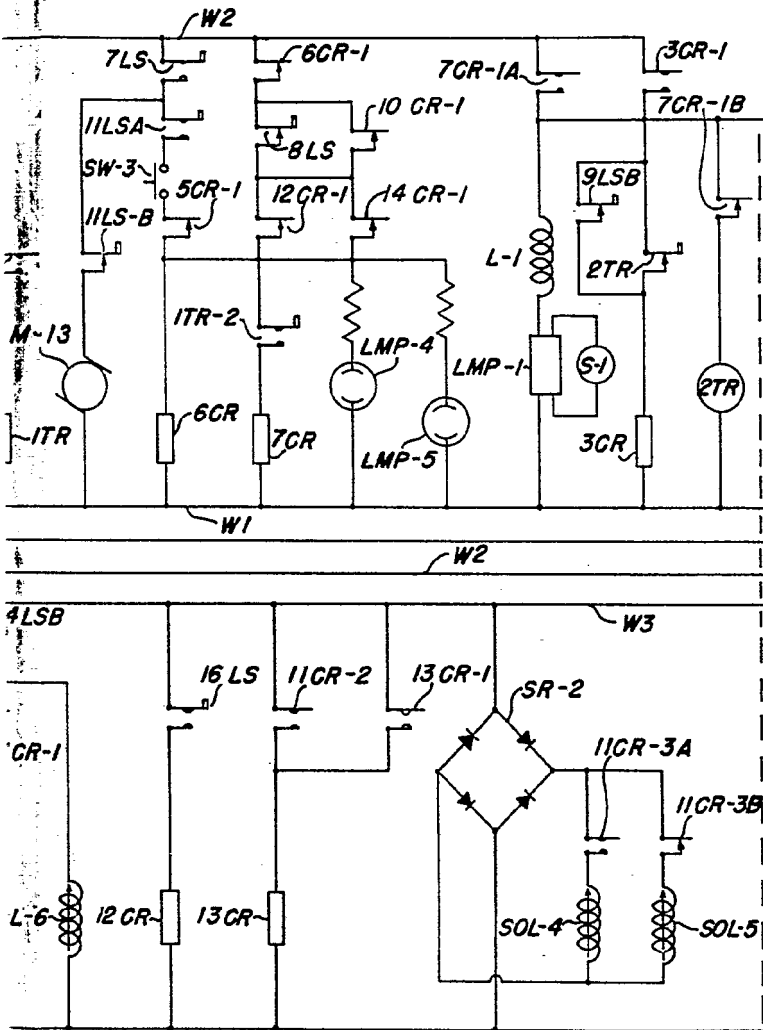 W2
7LS
6CR-1
3CR-1
7CR-1A
7CR-1B
10 CR-1
11LSA
8LS
SW-3
9LSB
5CR-1
12CR-1
14 CR-1
11LS-B
L-1
2TR
1TR-2
M-13
LMP-4
LMP-1
S-1
2TR
1TR
6CR
7CR
LMP-5
3CR
W1
W2
4LSB
W3
16 LS
11CR-2
13CR-1
SR-2
CR-1
11CR-3A
11CR-3B
L-6
12 CR
13 CR
SOL-4
SOL-5